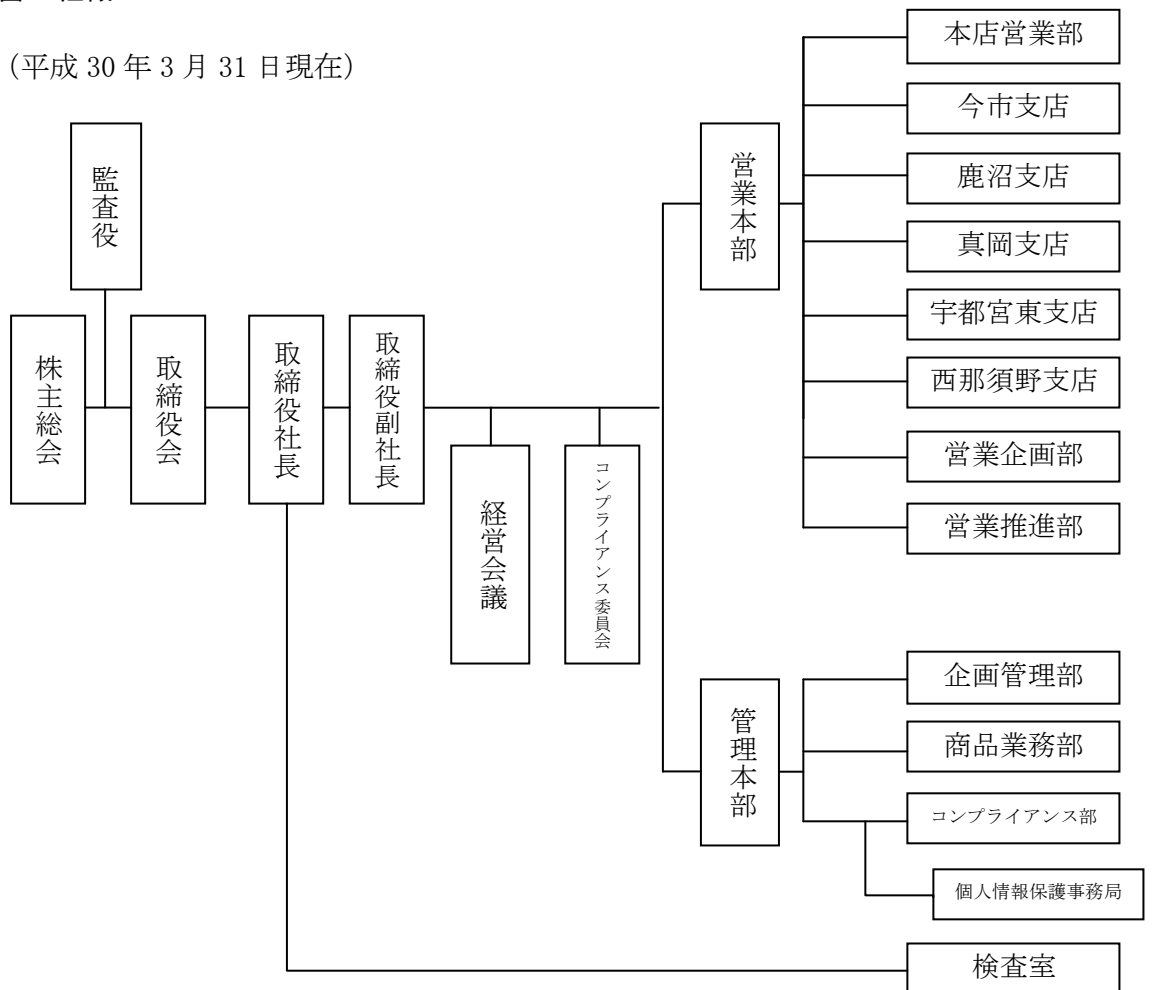 (平成 30 年 3 月 31 日現在)
監査役
株主総会
取締役会
取締役社長
取締役副社長
経営会議
コンプライアンス委員会
営業本部
本店営業部
今市支店
鹿沼支店
真岡支店
宇都宮東支店
西那須野支店
営業企画部
営業推進部
管理本部
企画管理部
商品業務部
コンプライアンス部
個人情報保護事務局
検査室